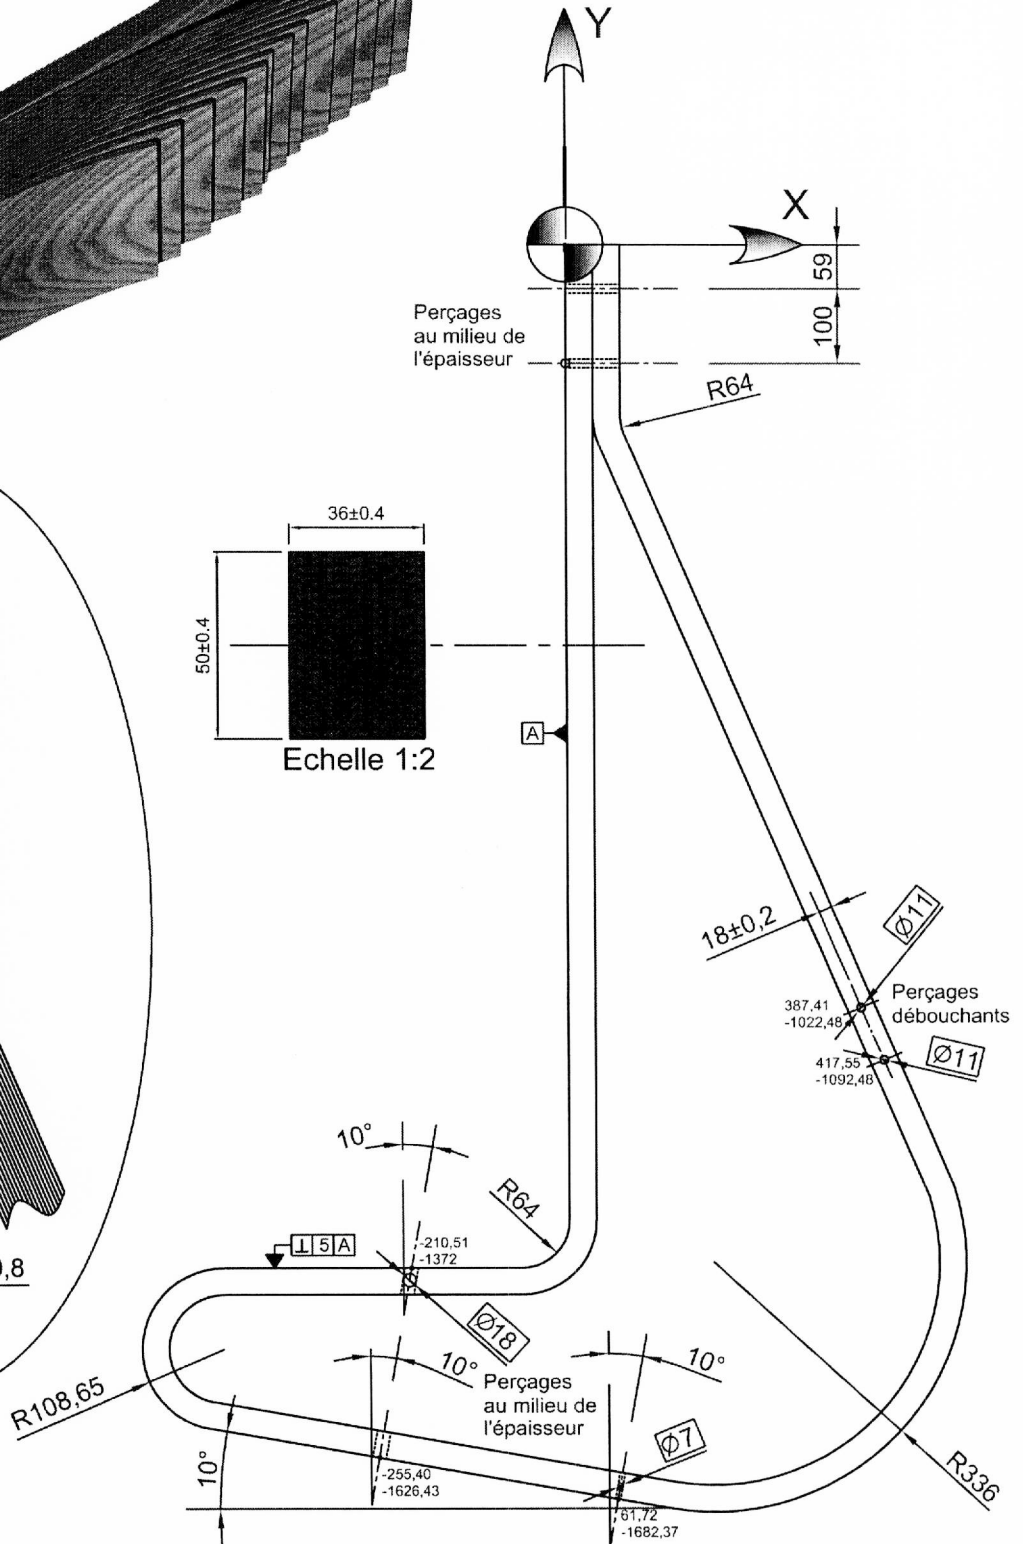 Y
X
59
100
Perçages
au milieu de
l'épaisseur
R64
36±0.4
50±0.4
Echelle 1:2
A
18±0,2
Ø11
387,41
-1022,48
Perçages
débouchants
417,55
-1092,48
Ø11
10°
R64
-210,51
-1372
⊥ 5 A
,8
Ø18
10°
10°
Perçages
au milieu de
l'épaisseur
R108,65
Ø7
10°
-255,40
-1626,43
R336
61,72
-1682,37